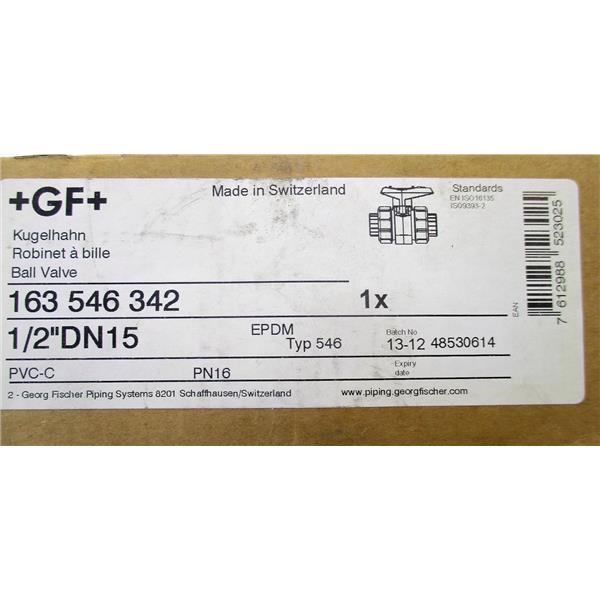 +GF+
Made in Switzerland
Standards
EN ISO16135
ISO9393-2
Kugelhahn
Robinet à bille
Ball Valve
163 546 342
1x
1/2"DN15
EPDM
Typ 546
Batch No
13-12 48530614
PVC-C
PN16
Expiry
date
2 - Georg Fischer Piping Systems 8201 Schaffhausen/Switzerland
www.piping.georgfischer.com
EAN
7 612988 523025